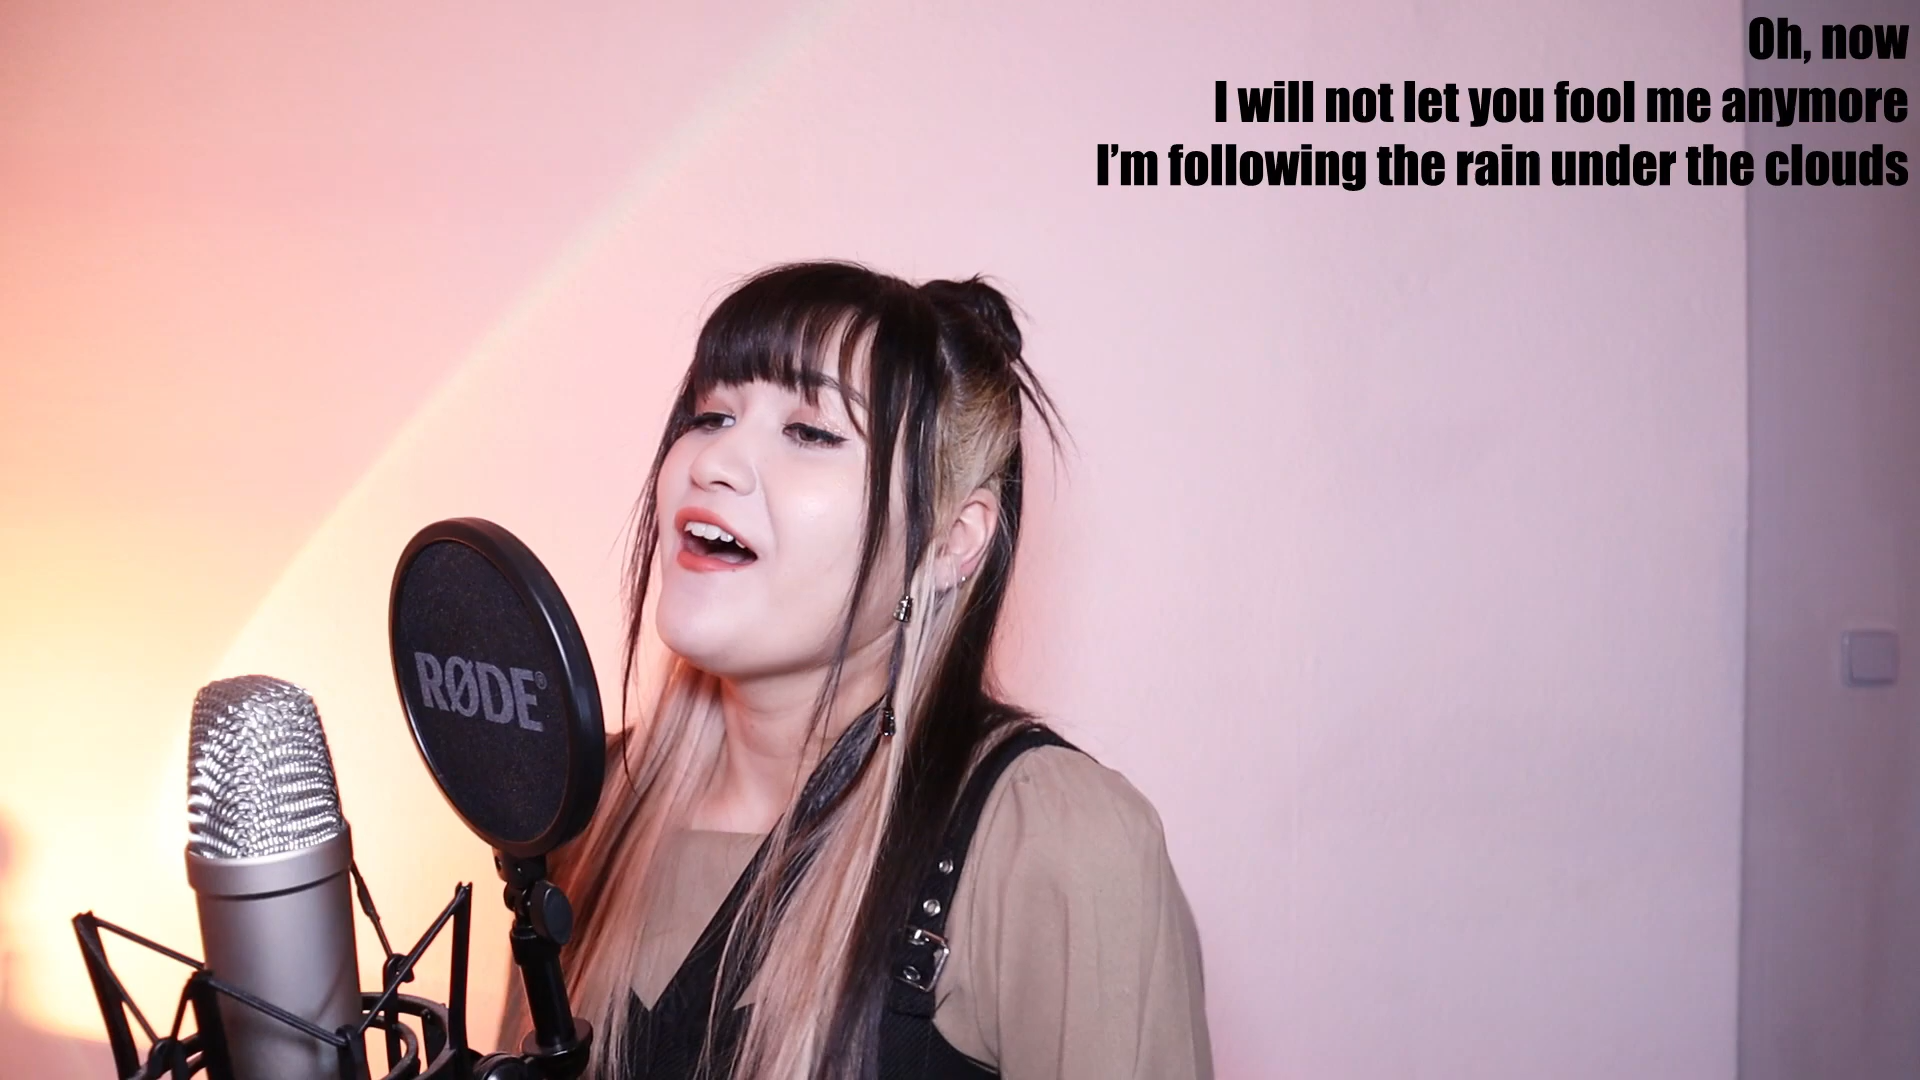 Oh, now
I will not let you fool me anymore
I’m following the rain under the clouds
RØDE®